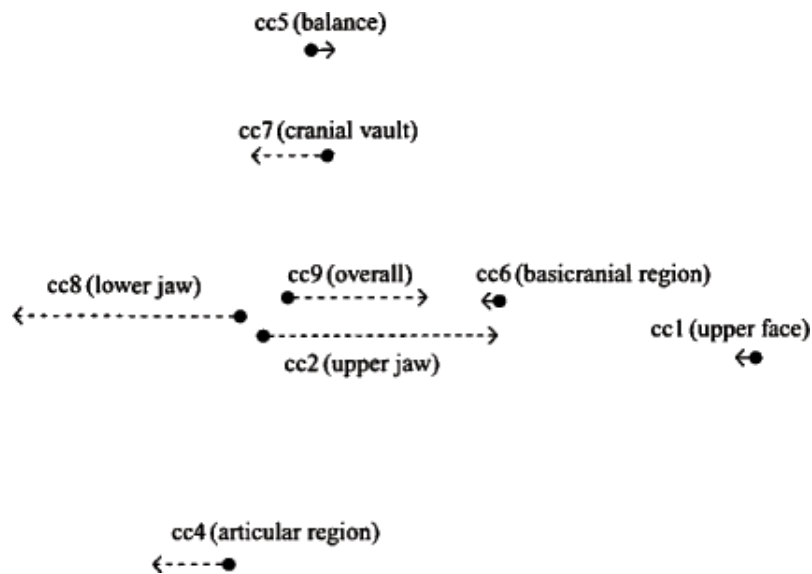 cc5 (balance)
cc7 (cranial vault)
cc8 (lower jaw)
cc9 (overall)
cc6 (basicranial region)
cc1 (upper face)
cc2 (upper jaw)
cc4 (articular region)